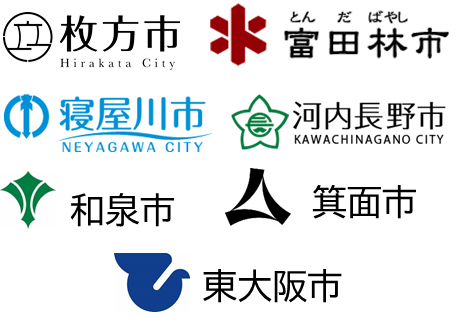 枚方市
Hirakata City
とんだばやし
富田林市
寝屋川市
NEYAGAWA CITY
河内長野市
KAWACHINAGANO CITY
和泉市
箕面市
東大阪市